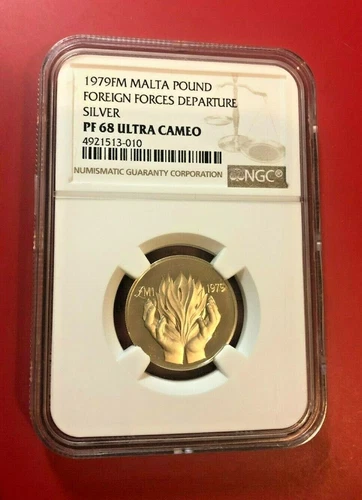 1979FM MALTA POUND
FOREIGN FORCES DEPARTURE
SILVER
PF 68 ULTRA CAMEO
4921513-010
NUMISMATIC GUARANTY CORPORATION
NGC®
£M1 1979